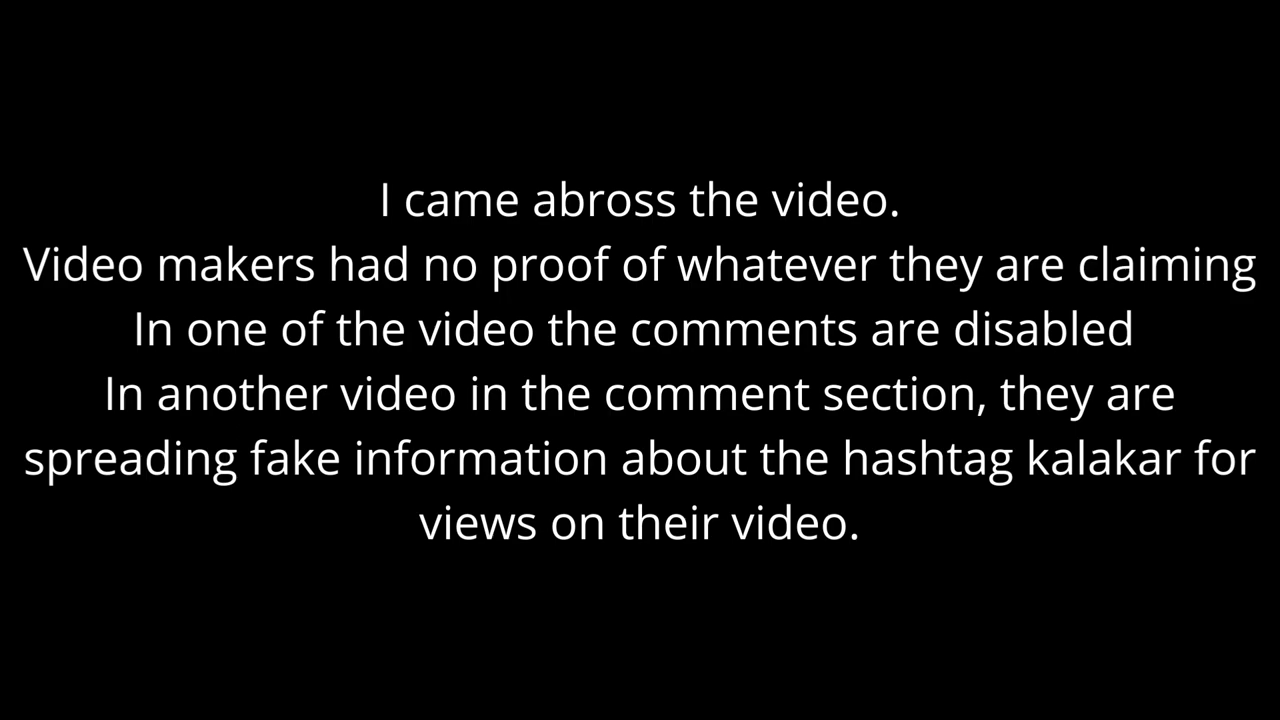 I came abross the video.
Video makers had no proof of whatever they are claiming
In one of the video the comments are disabled
In another video in the comment section, they are
spreading fake information about the hashtag kalakar for
views on their video.